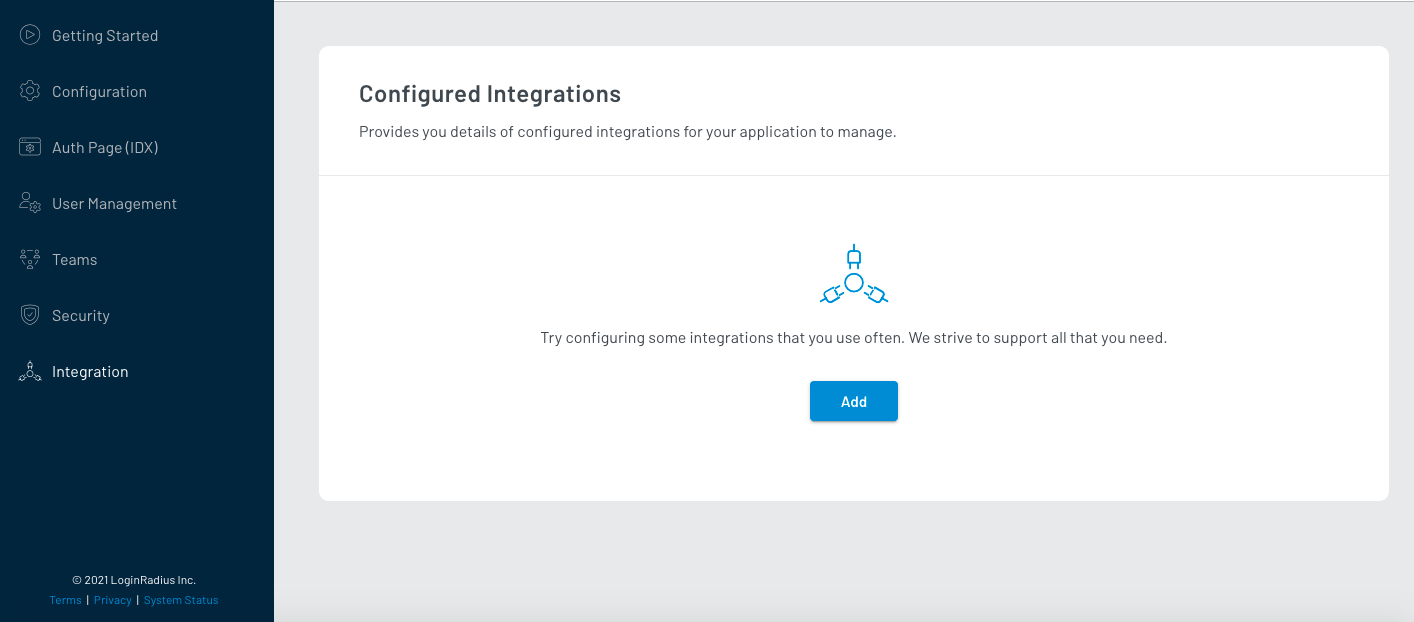 Getting Started
Configuration
Auth Page (IDX)
User Management
Teams
Security
Integration
© 2021 LoginRadius Inc.
Terms | Privacy | System Status
Configured Integrations
Provides you details of configured integrations for your application to manage.
Try configuring some integrations that you use often. We strive to support all that you need.
Add